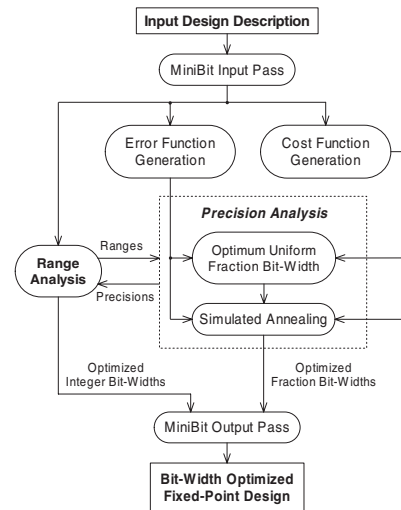 Input Design Description
MiniBit Input Pass
Error Function
Generation
Cost Function
Generation
Precision Analysis
Ranges
Optimum Uniform
Fraction Bit-Width
Range
Analysis
Precisions
Simulated Annealing
Optimized
Integer Bit-Widths
Optimized
Fraction Bit-Widths
MiniBit Output Pass
Bit-Width Optimized
Fixed-Point Design